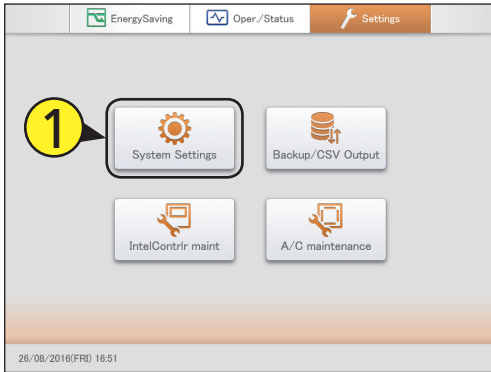 EnergySaving
Oper./Status
Settings
1
System Settings
Backup/CSV Output
IntelContrlr maint
A/C maintenance
26/08/2016(FRI) 16:51